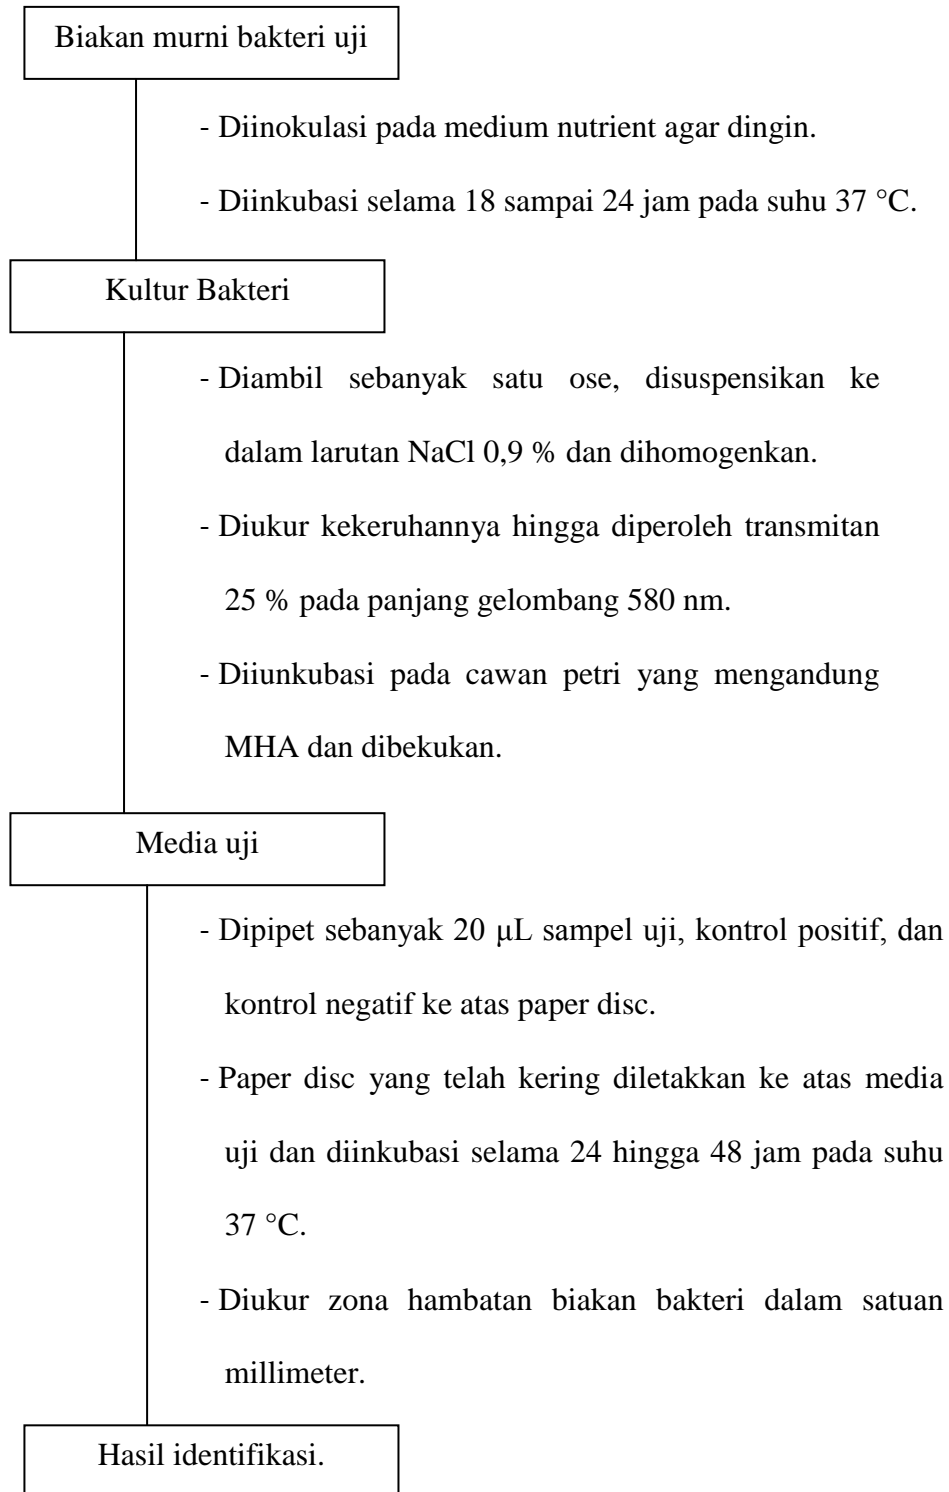 Biakan murni bakteri uji
- Diinokulasi pada medium nutrient agar dingin.
- Diinkubasi selama 18 sampai 24 jam pada suhu 37 °C.
Kultur Bakteri
- Diambil sebanyak satu ose, disuspensikan ke
dalam larutan NaCl 0,9 % dan dihomogenkan.
- Diukur kekeruhannya hingga diperoleh transmitan
25 % pada panjang gelombang 580 nm.
- Diiunkubasi pada cawan petri yang mengandung
MHA dan dibekukan.
Media uji
- Dipipet sebanyak 20 µL sampel uji, kontrol positif, dan
kontrol negatif ke atas paper disc.
- Paper disc yang telah kering diletakkan ke atas media
uji dan diinkubasi selama 24 hingga 48 jam pada suhu
37 °C.
- Diukur zona hambatan biakan bakteri dalam satuan
millimeter.
Hasil identifikasi.